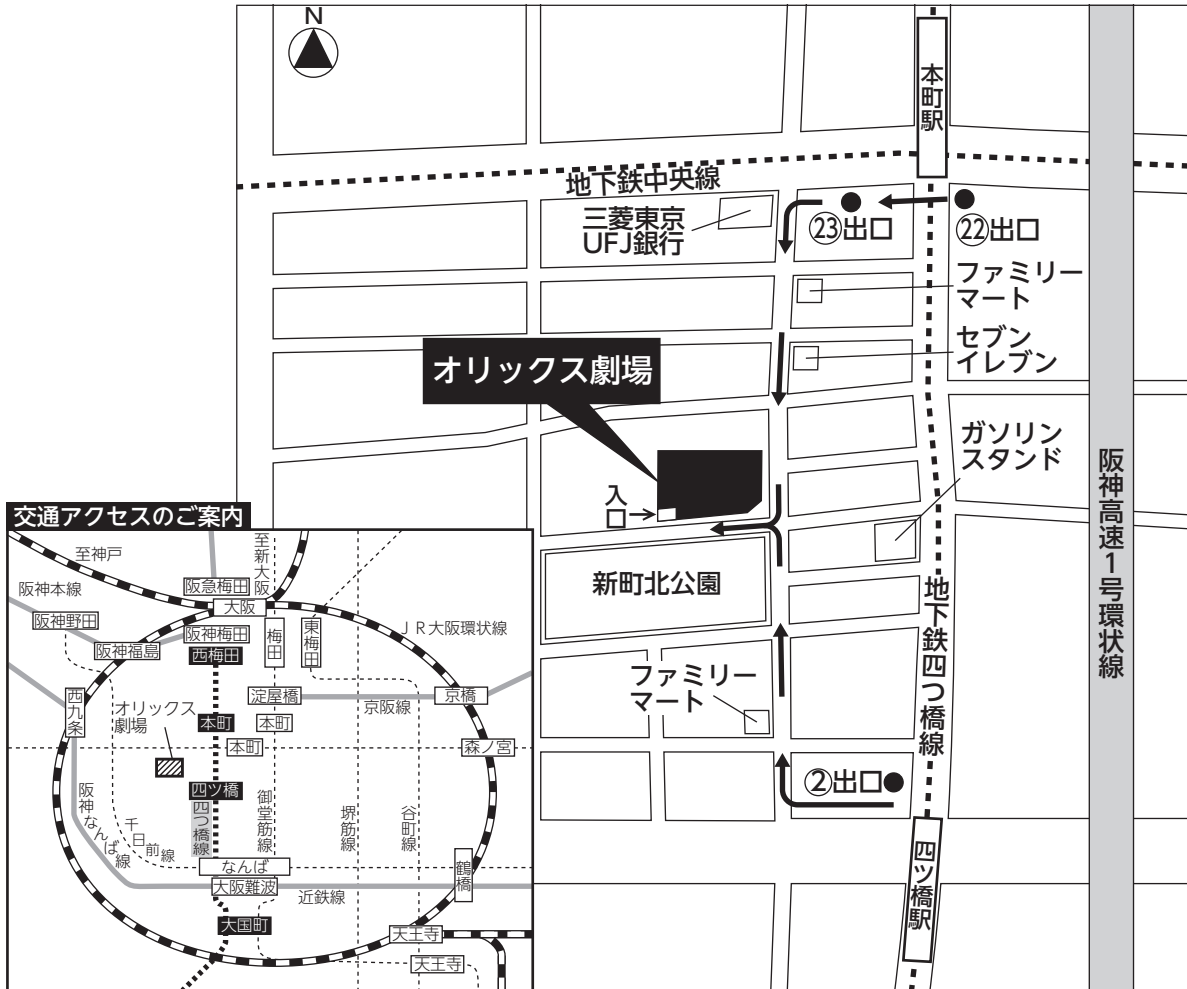 N
本町駅
地下鉄中央線
三菱東京
UFJ銀行
㉓出口
㉒出口
ファミリー
マート
セブン
イレブン
オリックス劇場
ガソリン
スタンド
入口→
阪神高速1号環状線
新町北公園
地下鉄四つ橋線
ファミリー
マート
②出口
四ツ橋駅
交通アクセスのご案内
至神戸
至新大阪
阪神本線
阪急梅田
大阪
阪神野田
阪神梅田
梅田
東梅田
JR大阪環状線
阪神福島
西梅田
西九条
淀屋橋
京橋
京阪線
オリックス
劇場
本町
本町
本町
森ノ宮
四ツ橋
四つ橋線
御堂筋線
堺筋線
谷町線
阪神なんば線
千日前線
なんば
鶴橋
大阪難波
近鉄線
大国町
天王寺
天王寺